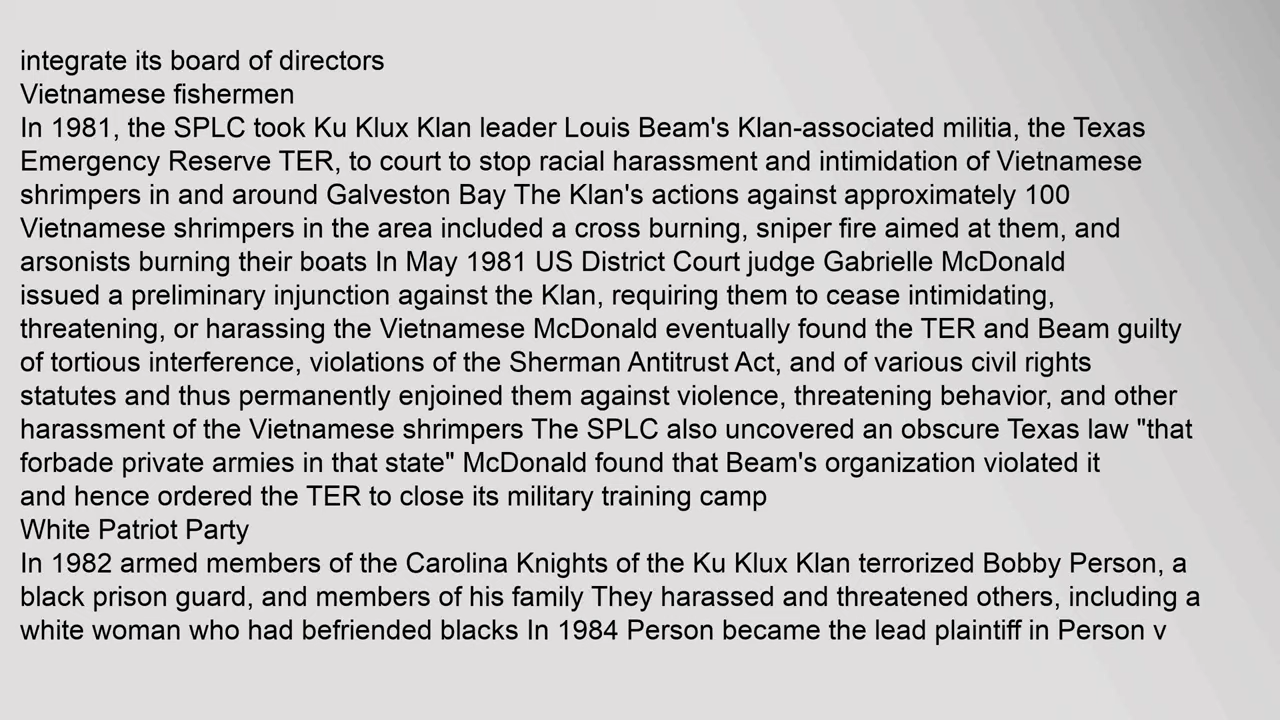 integrate its board of directors
Vietnamese fishermen
In 1981, the SPLC took Ku Klux Klan leader Louis Beam's Klan-associated militia, the Texas
Emergency Reserve TER, to court to stop racial harassment and intimidation of Vietnamese
shrimpers in and around Galveston Bay The Klan's actions against approximately 100
Vietnamese shrimpers in the area included a cross burning, sniper fire aimed at them, and
arsonists burning their boats In May 1981 US District Court judge Gabrielle McDonald
issued a preliminary injunction against the Klan, requiring them to cease intimidating,
threatening, or harassing the Vietnamese McDonald eventually found the TER and Beam guilty
of tortious interference, violations of the Sherman Antitrust Act, and of various civil rights
statutes and thus permanently enjoined them against violence, threatening behavior, and other
harassment of the Vietnamese shrimpers The SPLC also uncovered an obscure Texas law "that
forbade private armies in that state" McDonald found that Beam's organization violated it
and hence ordered the TER to close its military training camp
White Patriot Party
In 1982 armed members of the Carolina Knights of the Ku Klux Klan terrorized Bobby Person, a
black prison guard, and members of his family They harassed and threatened others, including a
white woman who had befriended blacks In 1984 Person became the lead plaintiff in Person v